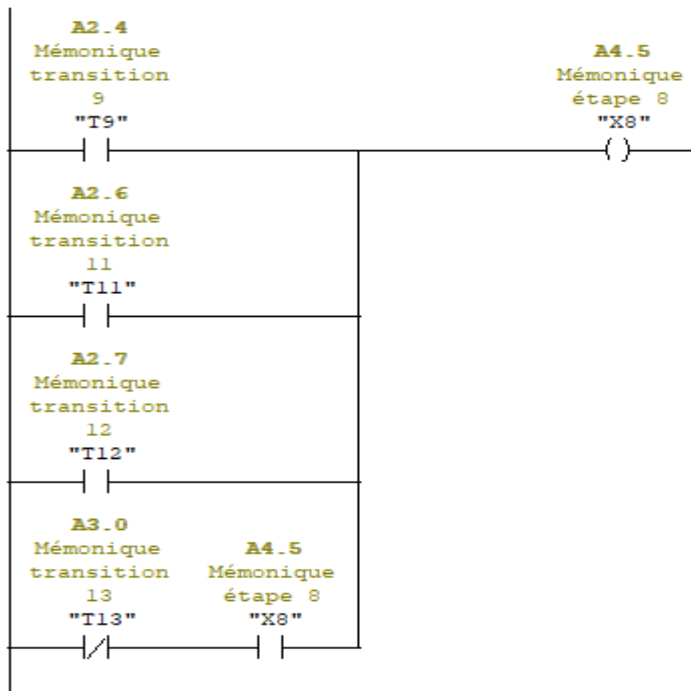 A2.4
Mémonique
transition
9
"T9"
A4.5
Mémonique
étape 8
"X8"
A2.6
Mémonique
transition
11
"T11"
A2.7
Mémonique
transition
12
"T12"
A3.0
Mémonique
transition
13
"T13"
A4.5
Mémonique
étape 8
"X8"